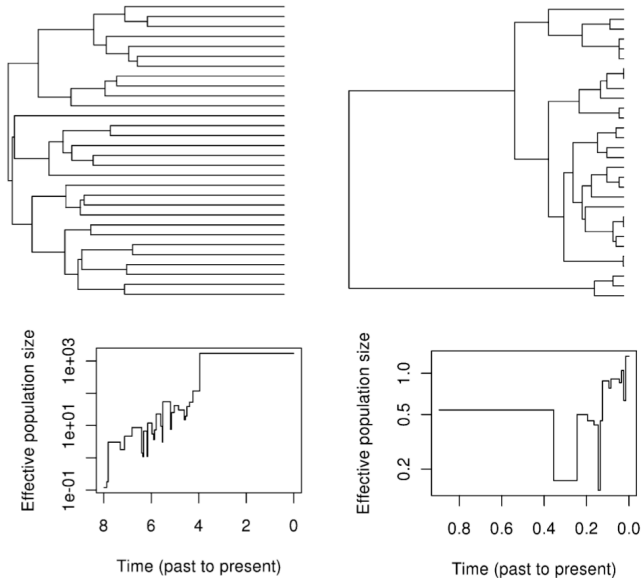 Effective population size
1e+03
1e+01
1e-01
8 6 4 2 0
Time (past to present)
Effective population size
1.0
0.5
0.2
0.8 0.6 0.4 0.2 0.0
Time (past to present)